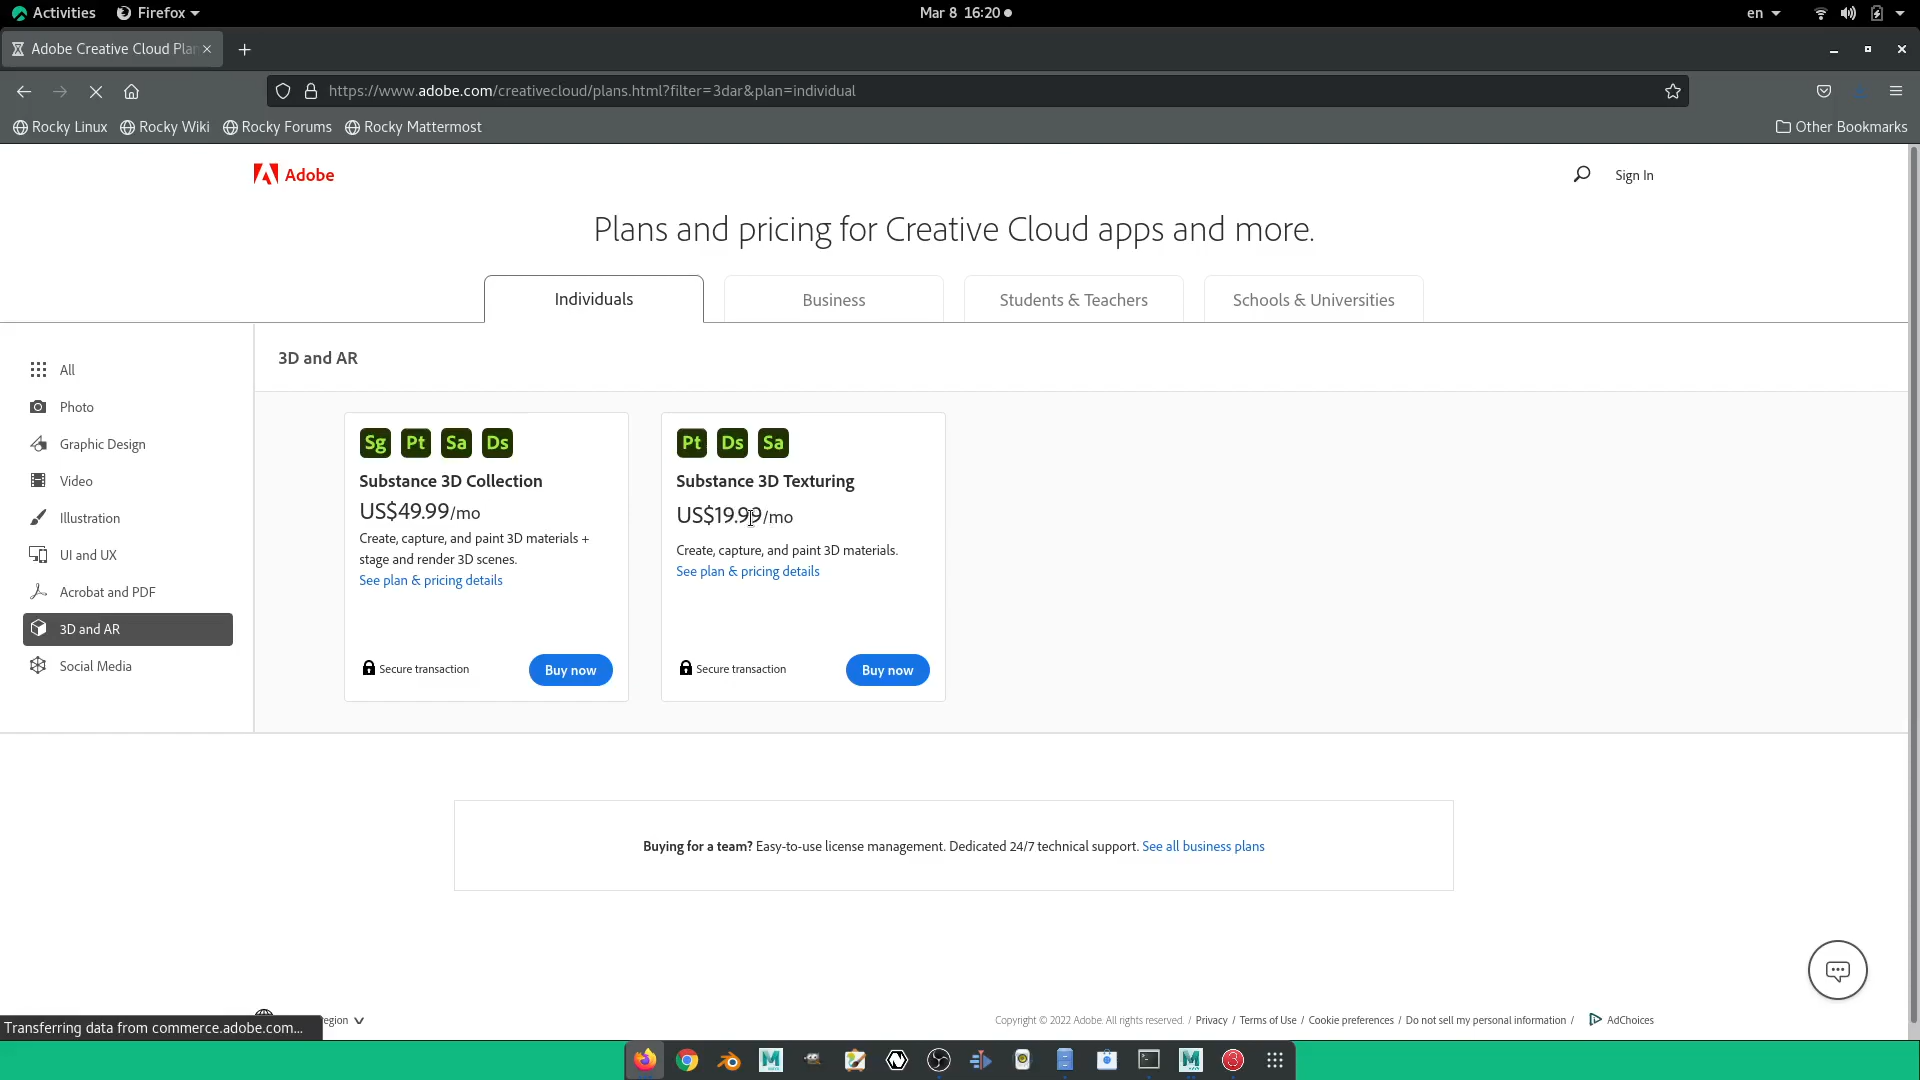 Activities Firefox Mar 8 16:20 en
Adobe Creative Cloud Pla
https://www.adobe.com/creativecloud/plans.html?filter=3dar&plan=individual
Rocky Linux Rocky Wiki Rocky Forums Rocky Mattermost Other Bookmarks
Adobe Sign In
Plans and pricing for Creative Cloud apps and more.
Individuals Business Students & Teachers Schools & Universities
3D and AR
All
Photo
Graphic Design
Video
Illustration
UI and UX
Acrobat and PDF
3D and AR
Social Media
Sg Pt Sa Ds
Substance 3D Collection
US$49.99/mo
Create, capture, and paint 3D materials +
stage and render 3D scenes.
See plan & pricing details
Secure transaction Buy now
Pt Ds Sa
Substance 3D Texturing
US$19.99/mo
Create, capture, and paint 3D materials.
See plan & pricing details
Secure transaction Buy now
Buying for a team? Easy-to-use license management. Dedicated 24/7 technical support. See all business plans
region Copyright © 2022 Adobe. All rights reserved. / Privacy / Terms of Use / Cookie preferences / Do not sell my personal information / AdChoices
Transferring data from commerce.adobe.com...
M M 3